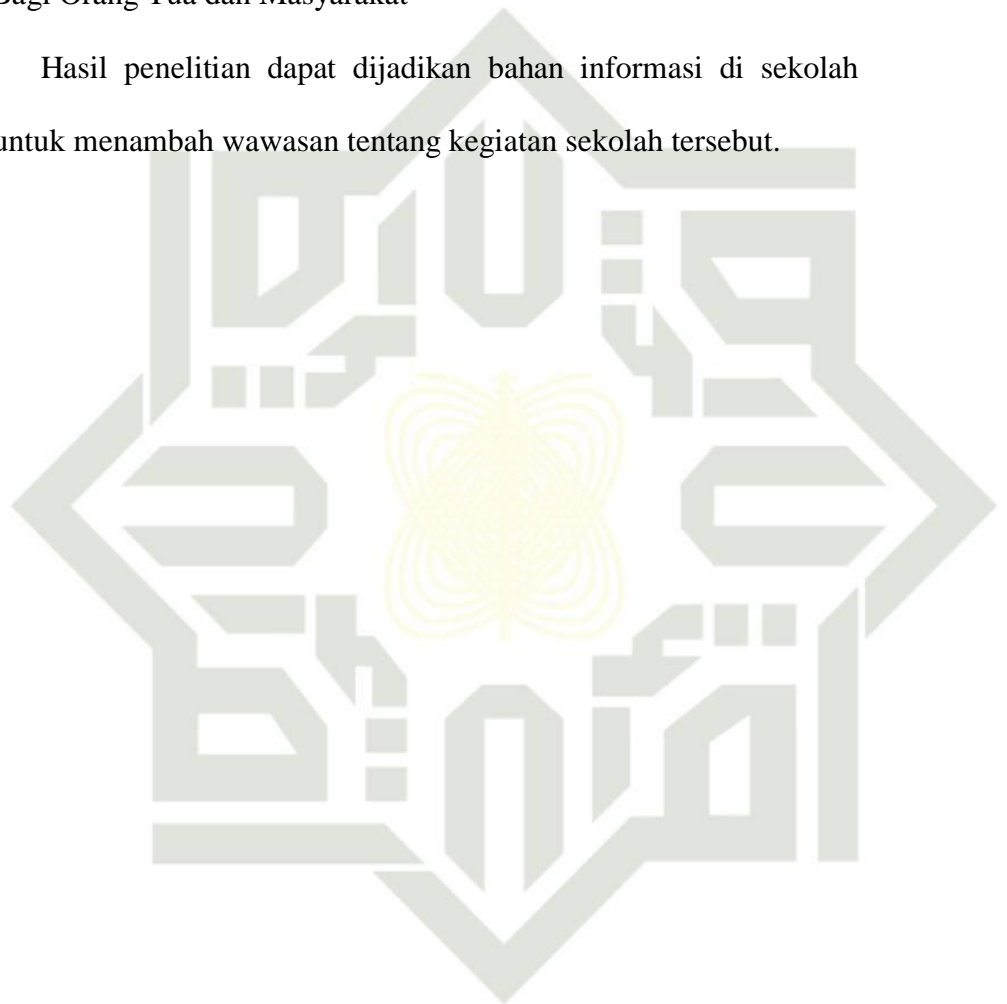 Bagi Orang Tua dan Masyarakat
Hasil penelitian dapat dijadikan bahan informasi di sekolah
untuk menambah wawasan tentang kegiatan sekolah tersebut.